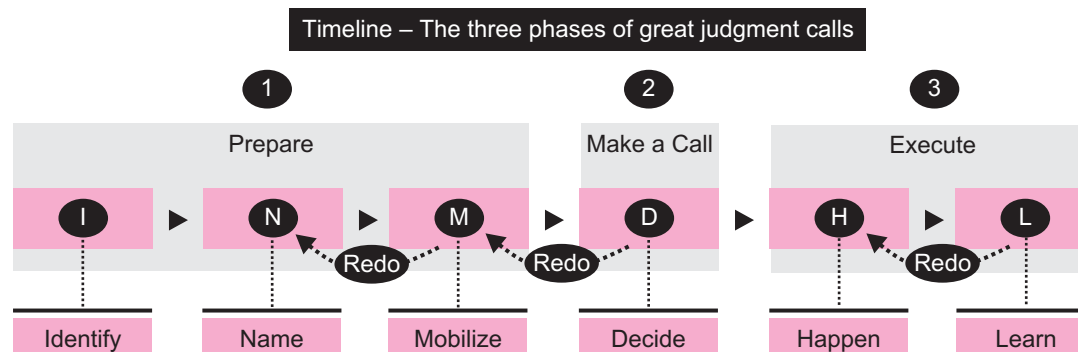 Timeline – The three phases of great judgment calls
1 2 3
Prepare Make a Call Execute
I N M D H L
Redo Redo Redo
Identify Name Mobilize Decide Happen Learn